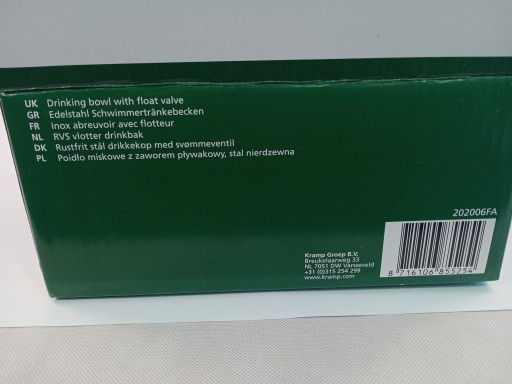 UK Drinking bowl with float valve
GR Edelstahl Schwimmertränkebecken
FR Inox abreuvoir avec flotteur
NL RVS vlotter drinkbak
DK Rustfrit stål drikkekop med svømmeventil
PL Poidło miskowe z zaworem pływakowy, stal nierdzewna
202006FA
Kramp Groep B.V.
Breukelaarweg 33
NL 7051 DW Varsseveld
+31 (0)315 254 299
www.kramp.com
8 716106 855254